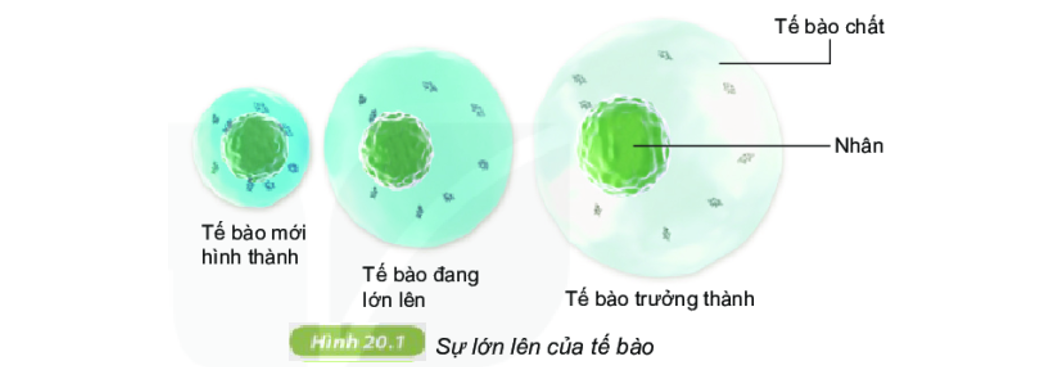 Tế bào chất
Nhân
Tế bào mới
hình thành
Tế bào đang
lớn lên
Tế bào trưởng thành
Hình 20.1 Sự lớn lên của tế bào